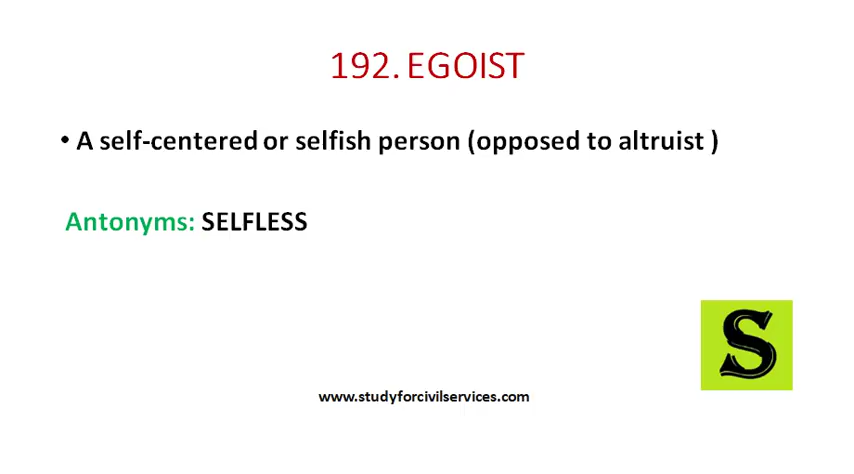 192. EGOIST
• A self-centered or selfish person (opposed to altruist )
Antonyms: SELFLESS
S
www.studyforcivilservices.com